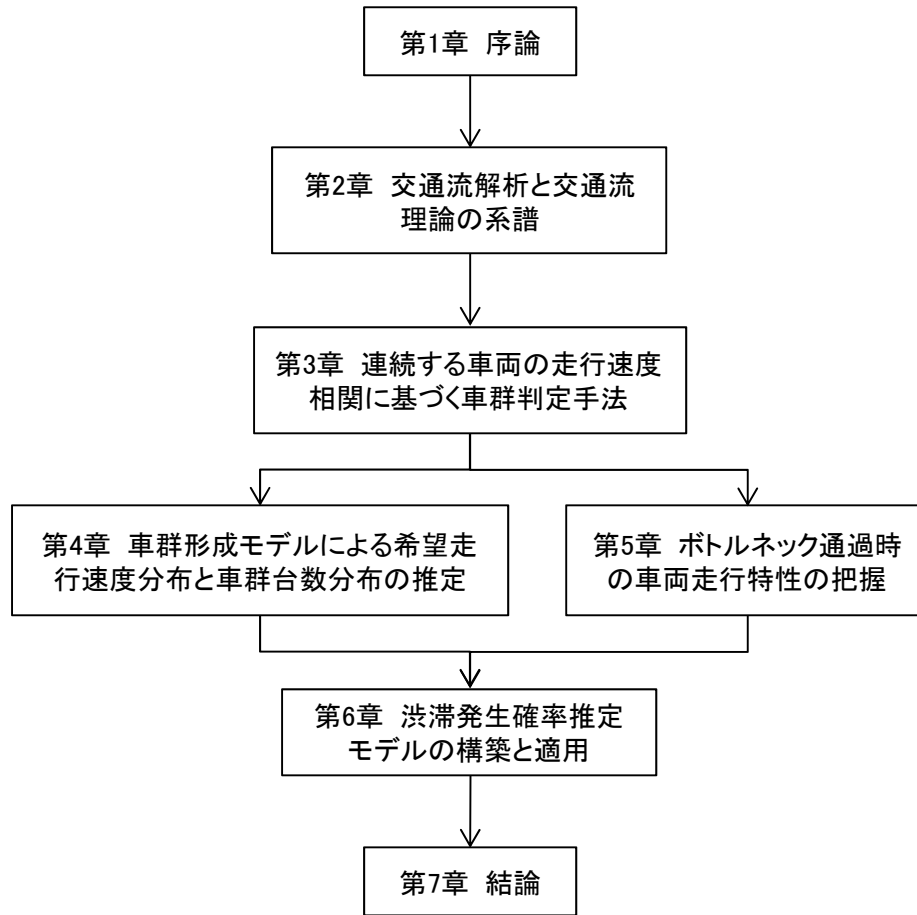 第1章 序論
第2章 交通流解析と交通流
理論の系譜
第3章 連続する車両の走行速度
相関に基づく車群判定手法
第4章 車群形成モデルによる希望走
行速度分布と車群台数分布の推定
第5章 ボトルネック通過時
の車両走行特性の把握
第6章 渋滞発生確率推定
モデルの構築と適用
第7章 結論